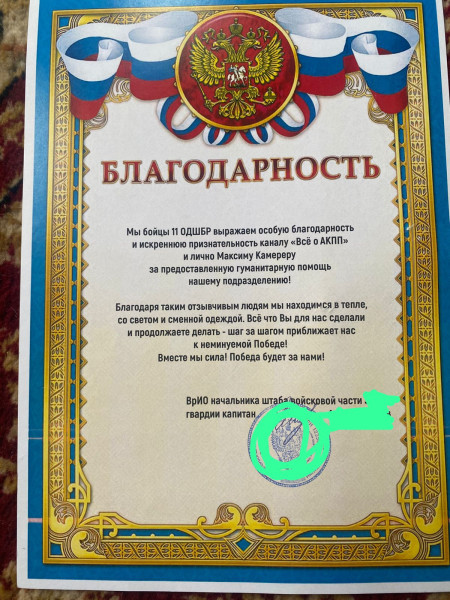 БЛАГОДАРНОСТЬ
Мы бойцы 11 ОДШБР выражаем особую благодарность
и искреннюю признательность каналу «Всё о АКПП»
и лично Максиму Камереру
за предоставленную гуманитарную помощь
нашему подразделению!
Благодаря таким отзывчивым людям мы находимся в тепле,
со светом и сменной одеждой. Всё что Вы для нас сделали
и продолжаете делать - шаг за шагом приближает нас
к неминуемой Победе!
Вместе мы сила! Победа будет за нами!
ВрИО начальника штаба войсковой части
гвардии капитан